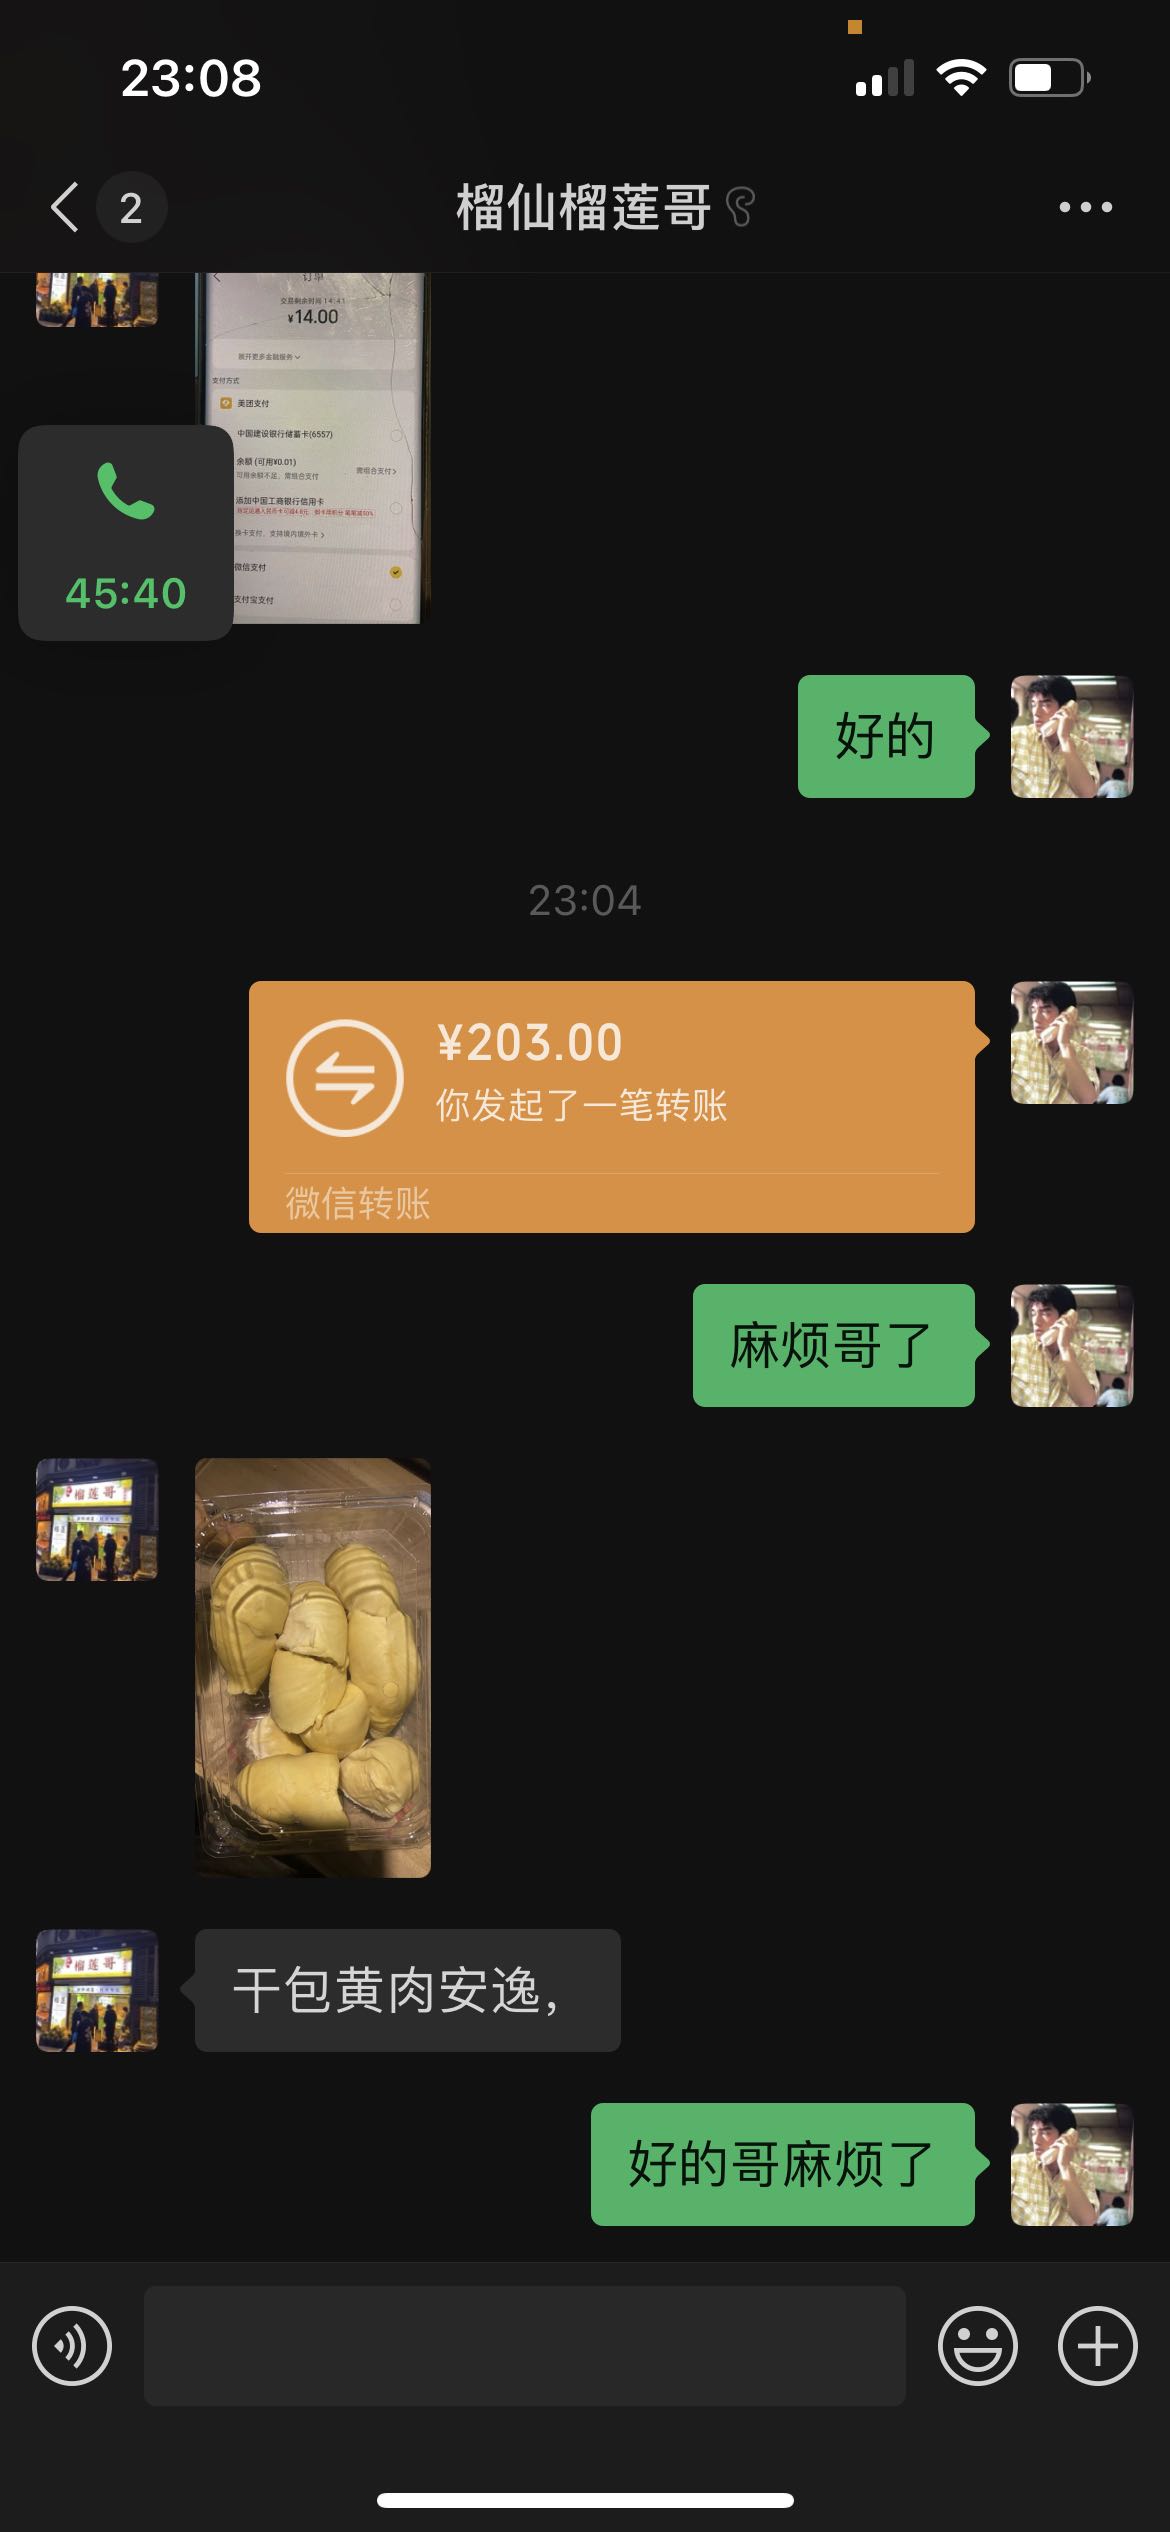 23:08
2
榴仙榴莲哥
订单
交易剩余时间 14:41
¥14.00
展开更多金融服务
支付方式
美团支付
中国建设银行储蓄卡(6557)
余额 (可用¥0.01)
可用余额不足，需组合支付
需组合支付
添加中国工商银行信用卡
换卡支付，支持境内境外卡
微信支付
支付宝支付
45:40
好的
23:04
¥203.00
你发起了一笔转账
微信转账
麻烦哥了
榴莲哥
榴莲哥
干包黄肉安逸，
好的哥麻烦了